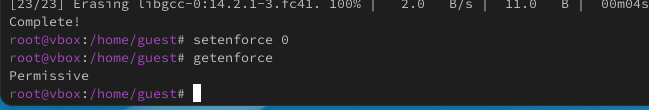 [23/23] Erasing libgcc-0:14.2.1-3.fc41. 100% |   2.0   B/s |  11.0   B |  00m04s
Complete!
root@vbox:/home/guest# setenforce 0
root@vbox:/home/guest# getenforce
Permissive
root@vbox:/home/guest#